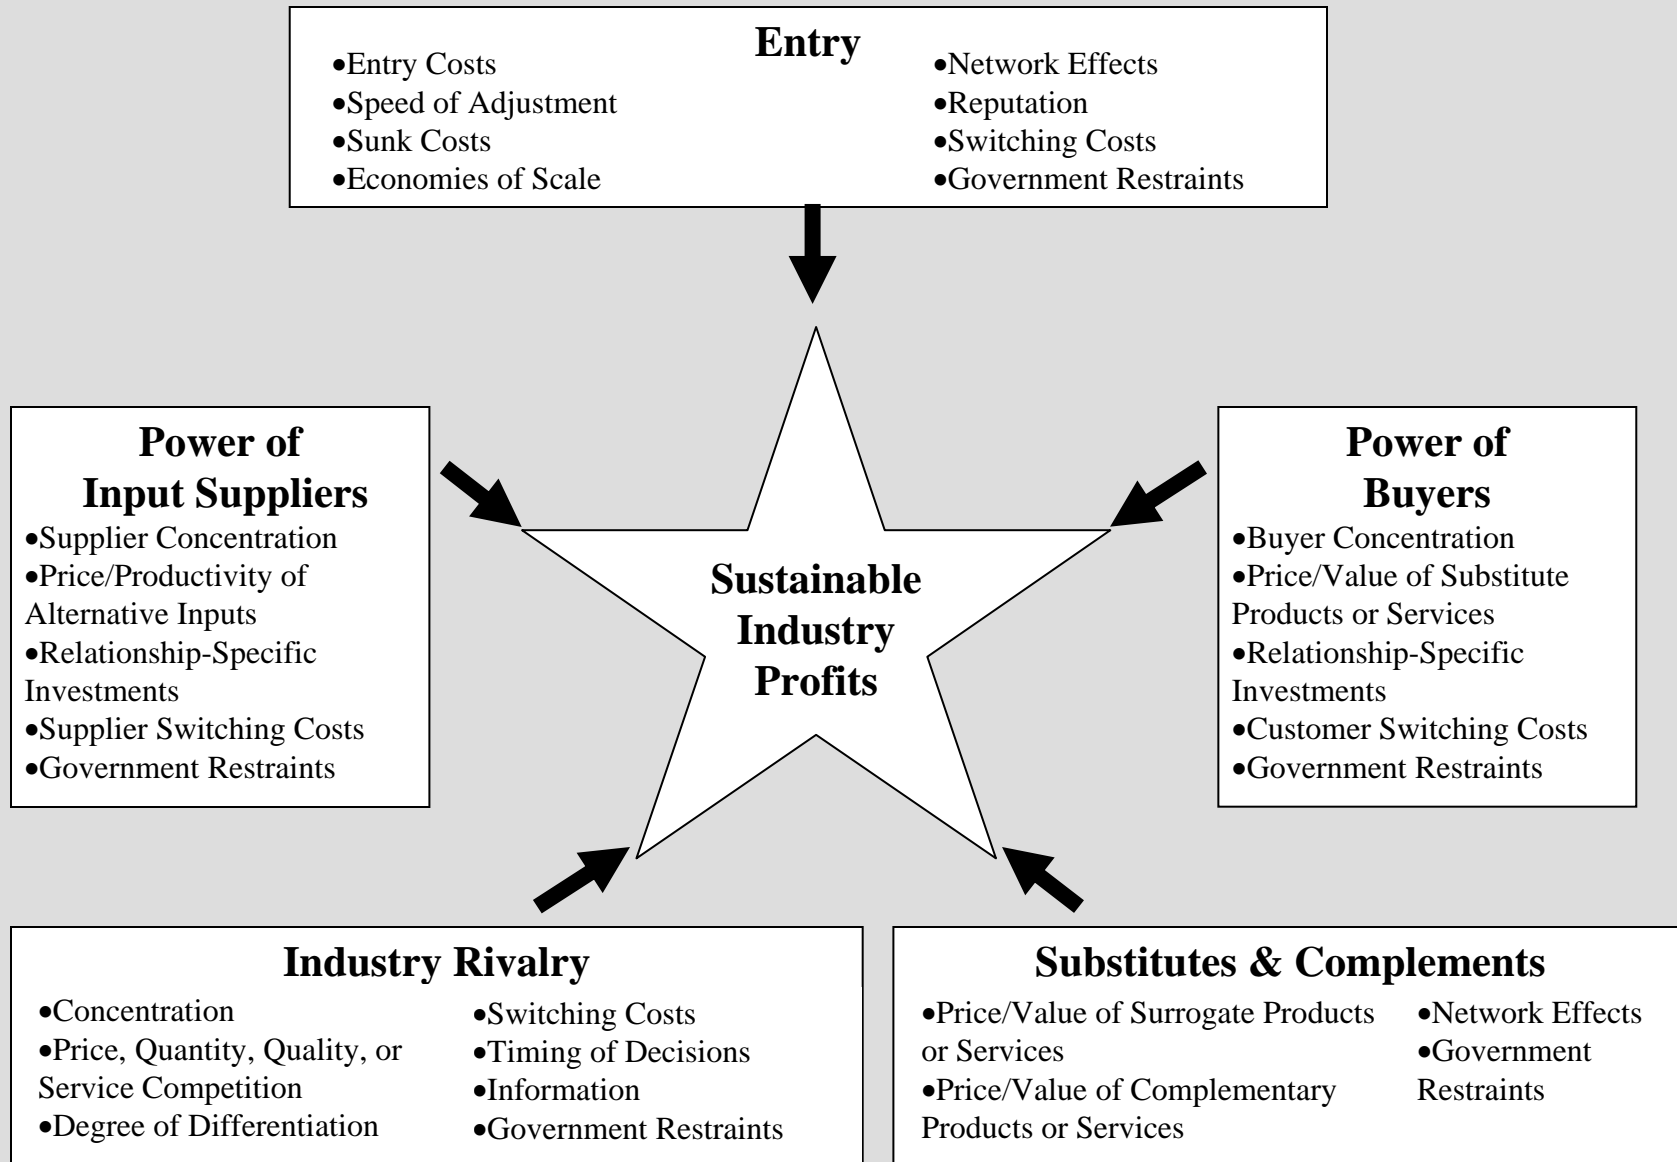 Entry
•Entry Costs
•Speed of Adjustment
•Sunk Costs
•Economies of Scale
•Network Effects
•Reputation
•Switching Costs
•Government Restraints
Power of
Input Suppliers
•Supplier Concentration
•Price/Productivity of
Alternative Inputs
•Relationship-Specific
Investments
•Supplier Switching Costs
•Government Restraints
Sustainable
Industry
Profits
Power of
Buyers
•Buyer Concentration
•Price/Value of Substitute
Products or Services
•Relationship-Specific
Investments
•Customer Switching Costs
•Government Restraints
Industry Rivalry
•Concentration
•Price, Quantity, Quality, or
Service Competition
•Degree of Differentiation
•Switching Costs
•Timing of Decisions
•Information
•Government Restraints
Substitutes & Complements
•Price/Value of Surrogate Products
or Services
•Price/Value of Complementary
Products or Services
•Network Effects
•Government
Restraints